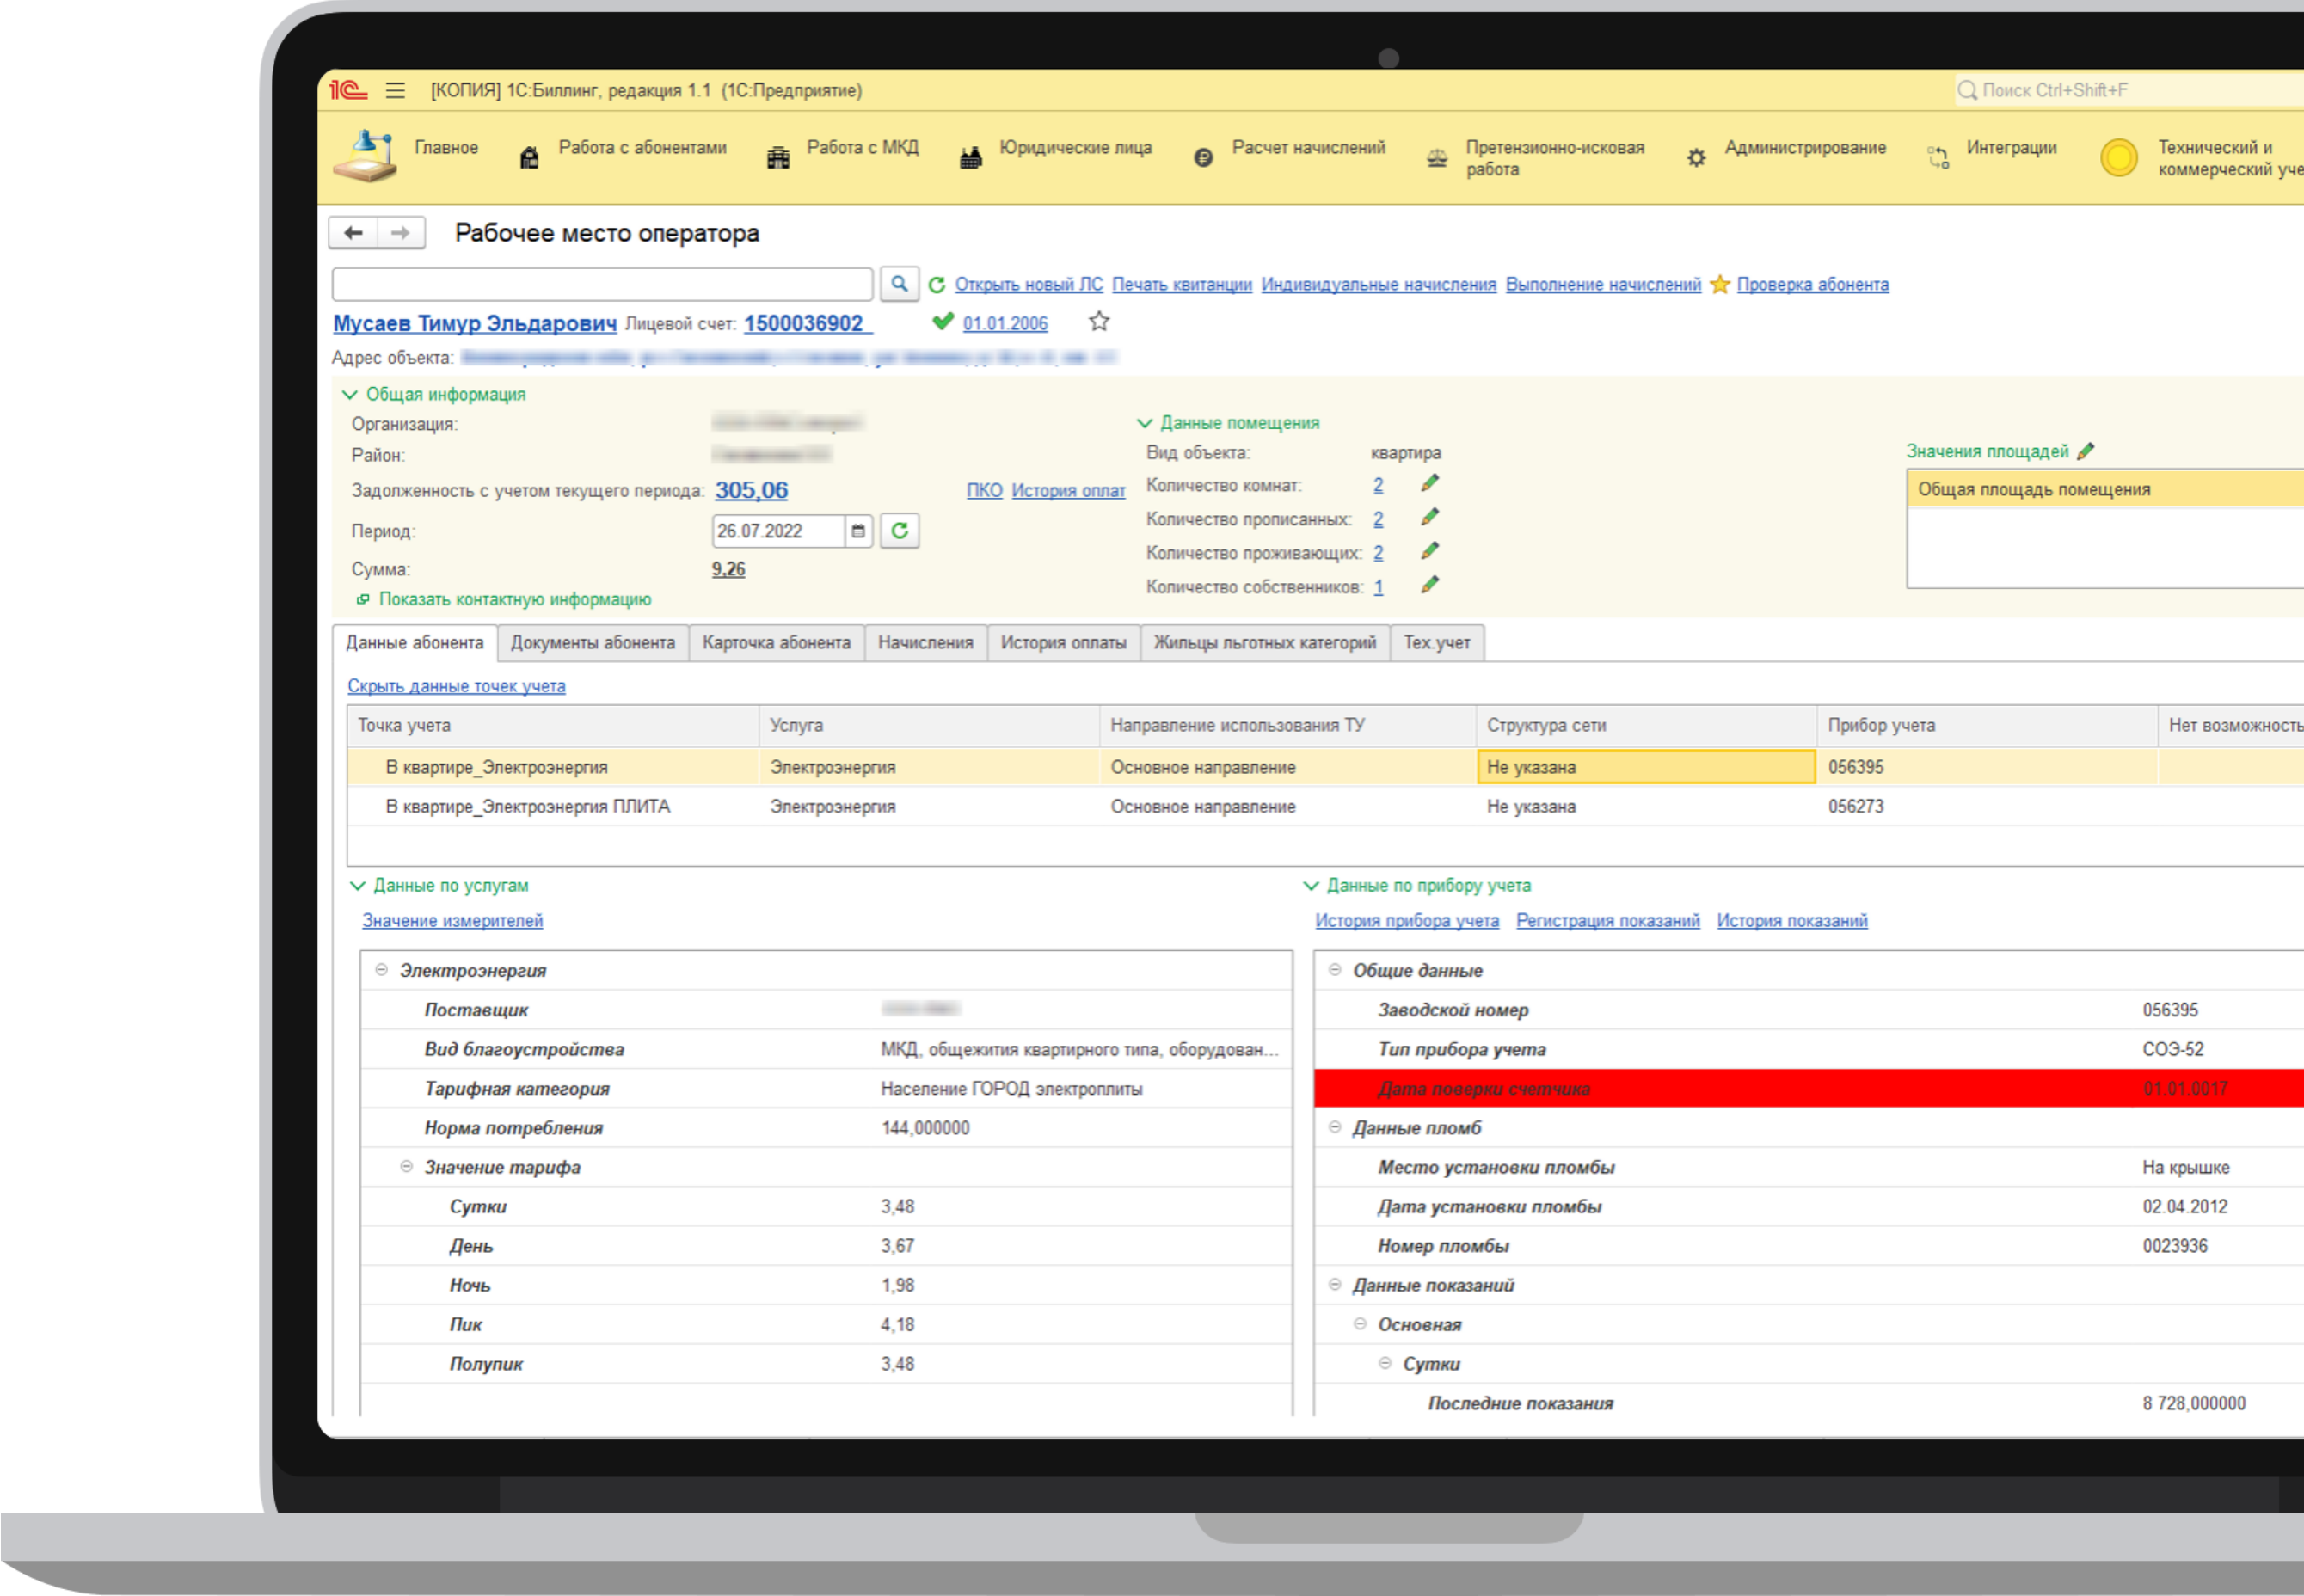 1С [КОПИЯ] 1С:Биллинг, редакция 1.1 (1С:Предприятие) Поиск Ctrl+Shift+F
Главное Работа с абонентами Работа с МКД Юридические лица Расчет начислений Претензионно-исковая работа Администрирование Интеграции Технический и коммерческий уче
Рабочее место оператора
Открыть новый ЛС Печать квитанции Индивидуальные начисления Выполнение начислений Проверка абонента
Мусаев Тимур Эльдарович Лицевой счет: 1500036902 01.01.2006
Адрес объекта:
Общая информация
Организация:
Район:
Задолженность с учетом текущего периода: 305,06 ПКО История оплат
Период: 26.07.2022
Сумма: 9,26
Показать контактную информацию
Данные помещения
Вид объекта: квартира
Количество комнат: 2
Количество прописанных: 2
Количество проживающих: 2
Количество собственников: 1
Значения площадей
Общая площадь помещения
Данные абонента Документы абонента Карточка абонента Начисления История оплаты Жильцы льготных категорий Тех.учет
Скрыть данные точек учета
Точка учета Услуга Направление использования ТУ Структура сети Прибор учета Нет возможность
В квартире_Электроэнергия Электроэнергия Основное направление Не указана 056395
В квартире_Электроэнергия ПЛИТА Электроэнергия Основное направление Не указана 056273
Данные по услугам
Значение измерителей
Электроэнергия
Поставщик
Вид благоустройства МКД, общежития квартирного типа, оборудован...
Тарифная категория Население ГОРОД электроплиты
Норма потребления 144,000000
Значение тарифа
Сутки 3,48
День 3,67
Ночь 1,98
Пик 4,18
Полупик 3,48
Данные по прибору учета
История прибора учета Регистрация показаний История показаний
Общие данные
Заводской номер 056395
Тип прибора учета СОЭ-52
Дата поверки счетчика 01.01.0017
Данные пломб
Место установки пломбы На крышке
Дата установки пломбы 02.04.2012
Номер пломбы 0023936
Данные показаний
Основная
Сутки
Последние показания 8 728,000000